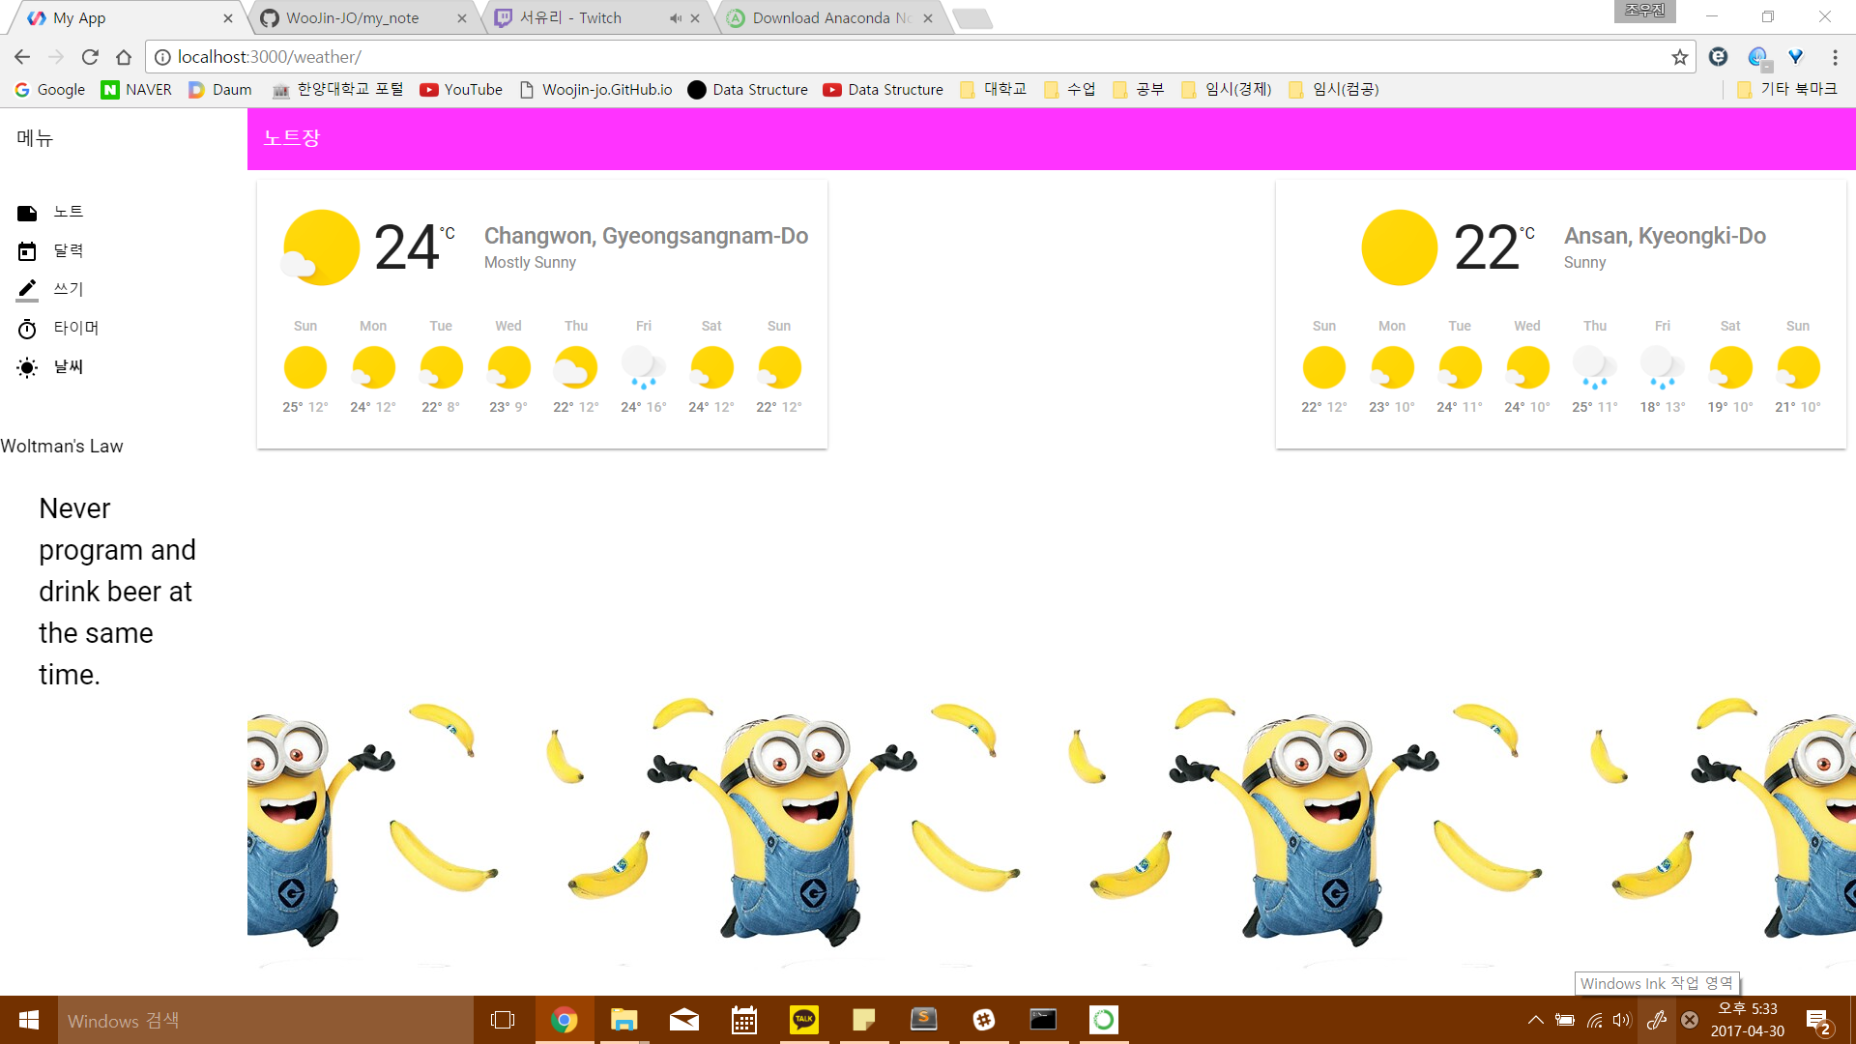 My App
WooJin-JO/my_note
서유리 - Twitch
Download Anaconda No
조우진
localhost:3000/weather/
Google
NAVER
Daum
한양대학교 포털
YouTube
Woojin-jo.GitHub.io
Data Structure
Data Structure
대학교
수업
공부
임시(경제)
임시(컴공)
기타 북마크
메뉴
노트장
노트
달력
쓰기
타이머
날씨
Woltman's Law
Never
program and
drink beer at
the same
time.
24 °C
Changwon, Gyeongsangnam-Do
Mostly Sunny
Sun Mon Tue Wed Thu Fri Sat Sun
25° 12° 24° 12° 22° 8° 23° 9° 22° 12° 24° 16° 24° 12° 22° 12°
22 °C
Ansan, Kyeongki-Do
Sunny
Sun Mon Tue Wed Thu Fri Sat Sun
22° 12° 23° 10° 24° 11° 24° 10° 25° 11° 18° 13° 19° 10° 21° 10°
Windows Ink 작업 영역
Windows 검색
TALK
오후 5:33
2017-04-30
2